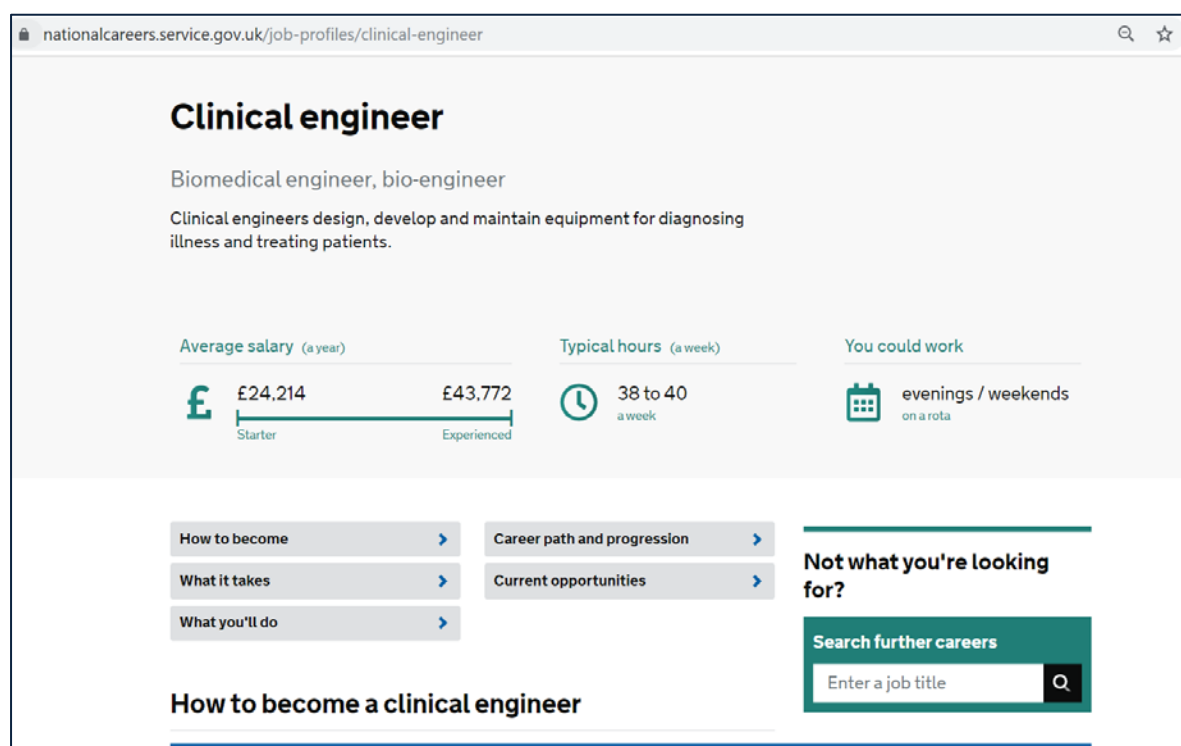 nationalcareers.service.gov.uk/job-profiles/clinical-engineer
Clinical engineer
Biomedical engineer, bio-engineer
Clinical engineers design, develop and maintain equipment for diagnosing
illness and treating patients.
Average salary (a year)
£
£24,214
£43,772
Starter
Experienced
Typical hours (a week)
38 to 40
a week
You could work
evenings / weekends
on a rota
How to become
What it takes
What you'll do
Career path and progression
Current opportunities
Not what you're looking
for?
Search further careers
Enter a job title
How to become a clinical engineer